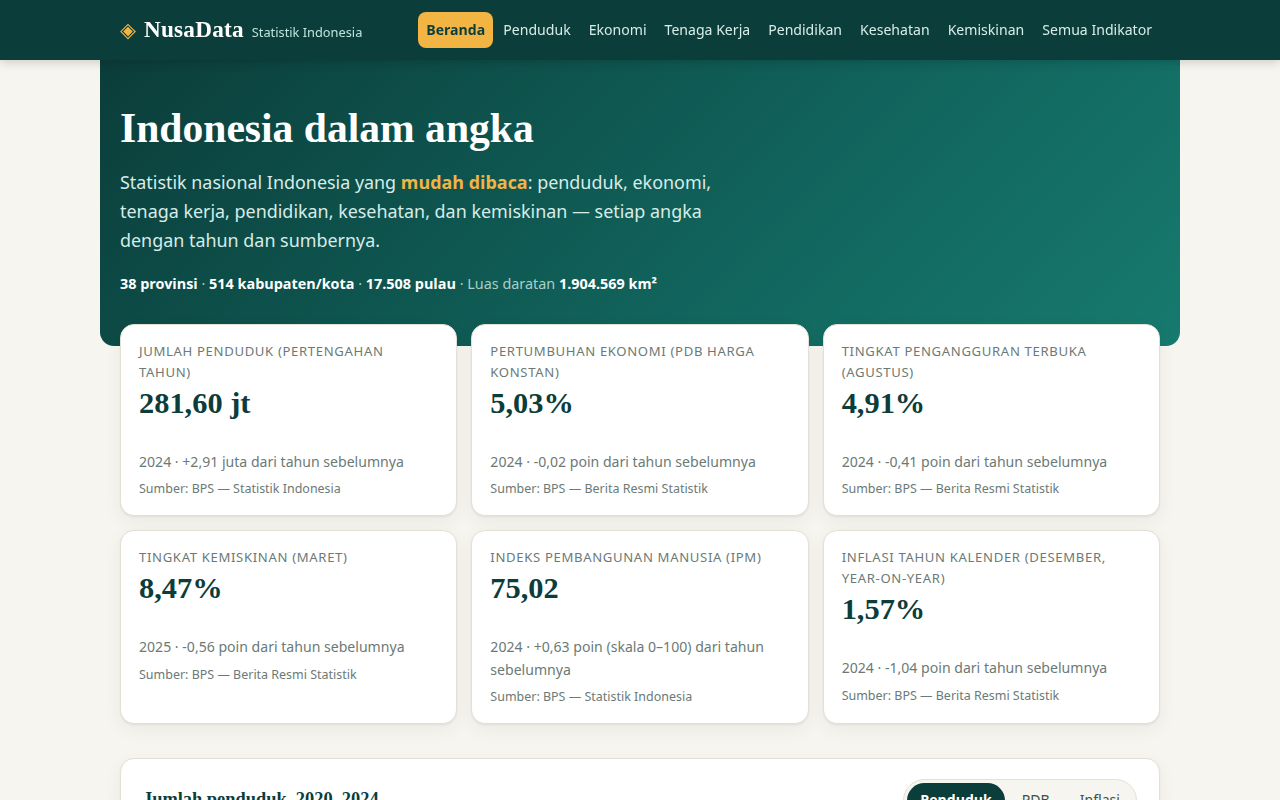 ◈ NusaData Statistik Indonesia
Beranda Penduduk Ekonomi Tenaga Kerja Pendidikan Kesehatan Kemiskinan Semua Indikator
Indonesia dalam angka
Statistik nasional Indonesia yang mudah dibaca: penduduk, ekonomi,
tenaga kerja, pendidikan, kesehatan, dan kemiskinan — setiap angka
dengan tahun dan sumbernya.
38 provinsi · 514 kabupaten/kota · 17.508 pulau · Luas daratan 1.904.569 km²
JUMLAH PENDUDUK (PERTENGAHAN
TAHUN)
281,60 jt
2024 · +2,91 juta dari tahun sebelumnya
Sumber: BPS — Statistik Indonesia
PERTUMBUHAN EKONOMI (PDB HARGA
KONSTAN)
5,03%
2024 · -0,02 poin dari tahun sebelumnya
Sumber: BPS — Berita Resmi Statistik
TINGKAT PENGANGGURAN TERBUKA
(AGUSTUS)
4,91%
2024 · -0,41 poin dari tahun sebelumnya
Sumber: BPS — Berita Resmi Statistik
TINGKAT KEMISKINAN (MARET)
8,47%
2025 · -0,56 poin dari tahun sebelumnya
Sumber: BPS — Berita Resmi Statistik
INDEKS PEMBANGUNAN MANUSIA (IPM)
75,02
2024 · +0,63 poin (skala 0–100) dari tahun
sebelumnya
Sumber: BPS — Statistik Indonesia
INFLASI TAHUN KALENDER (DESEMBER,
YEAR-ON-YEAR)
1,57%
2024 · -1,04 poin dari tahun sebelumnya
Sumber: BPS — Berita Resmi Statistik
Jumlah penduduk, 2020–2024
Penduduk PDB Inflasi